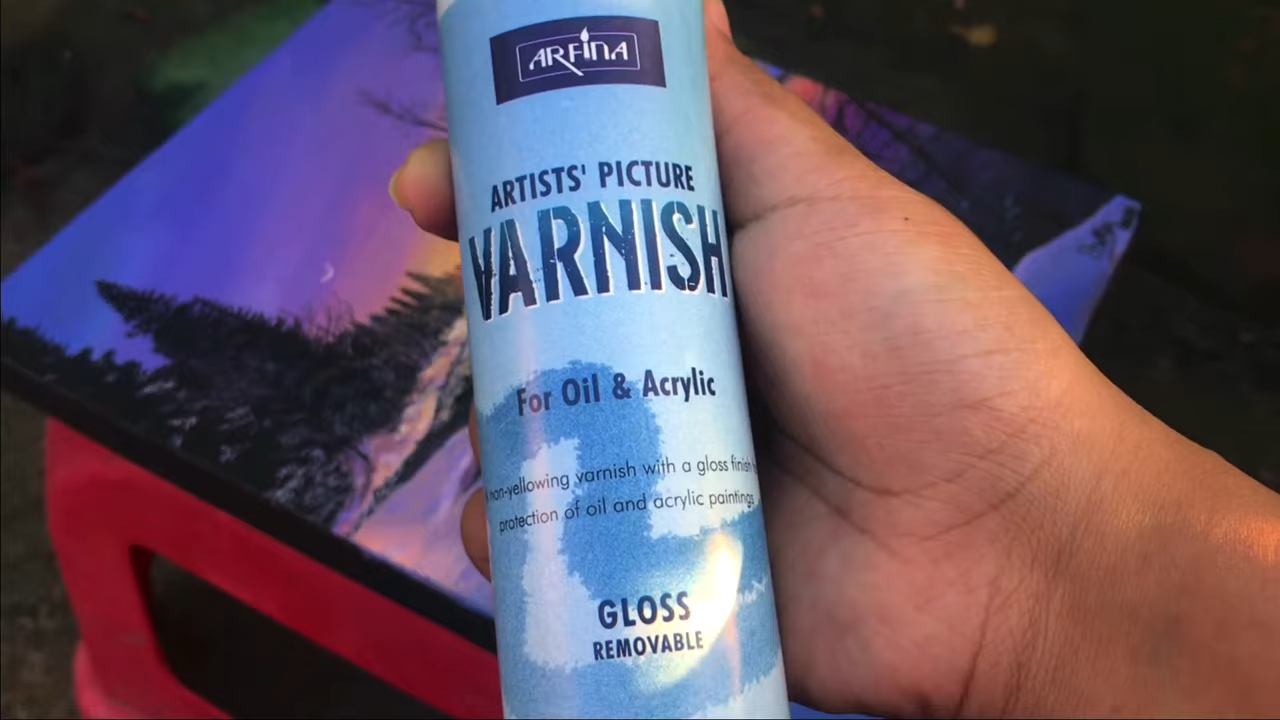 ARFINA
ARTISTS' PICTURE
VARNISH
For Oil & Acrylic
non-yellowing varnish with a gloss finish
protection of oil and acrylic paintings
GLOSS
REMOVABLE